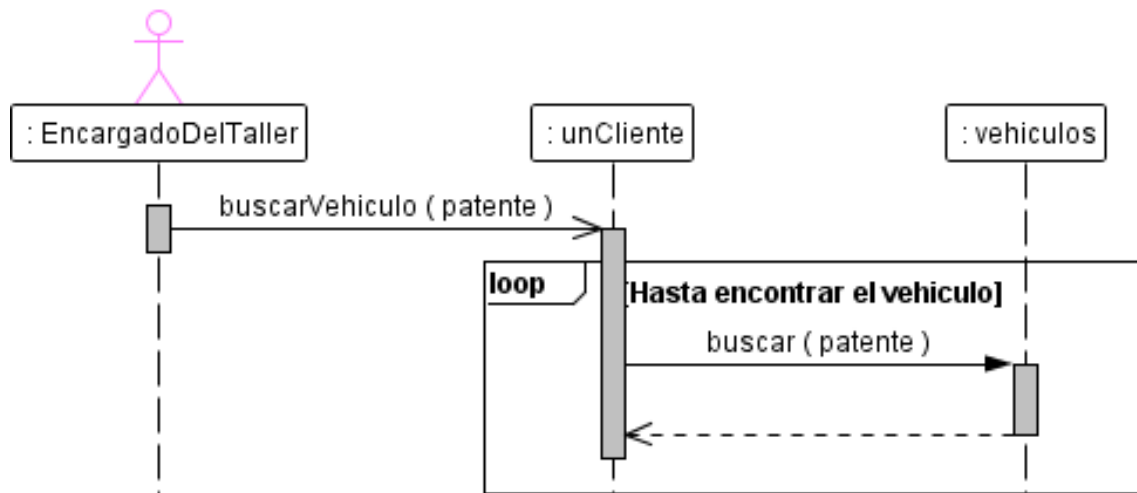 : EncargadoDelTaller
: unCliente
: vehiculos
buscarVehiculo ( patente )
loop
[Hasta encontrar el vehiculo]
buscar ( patente )